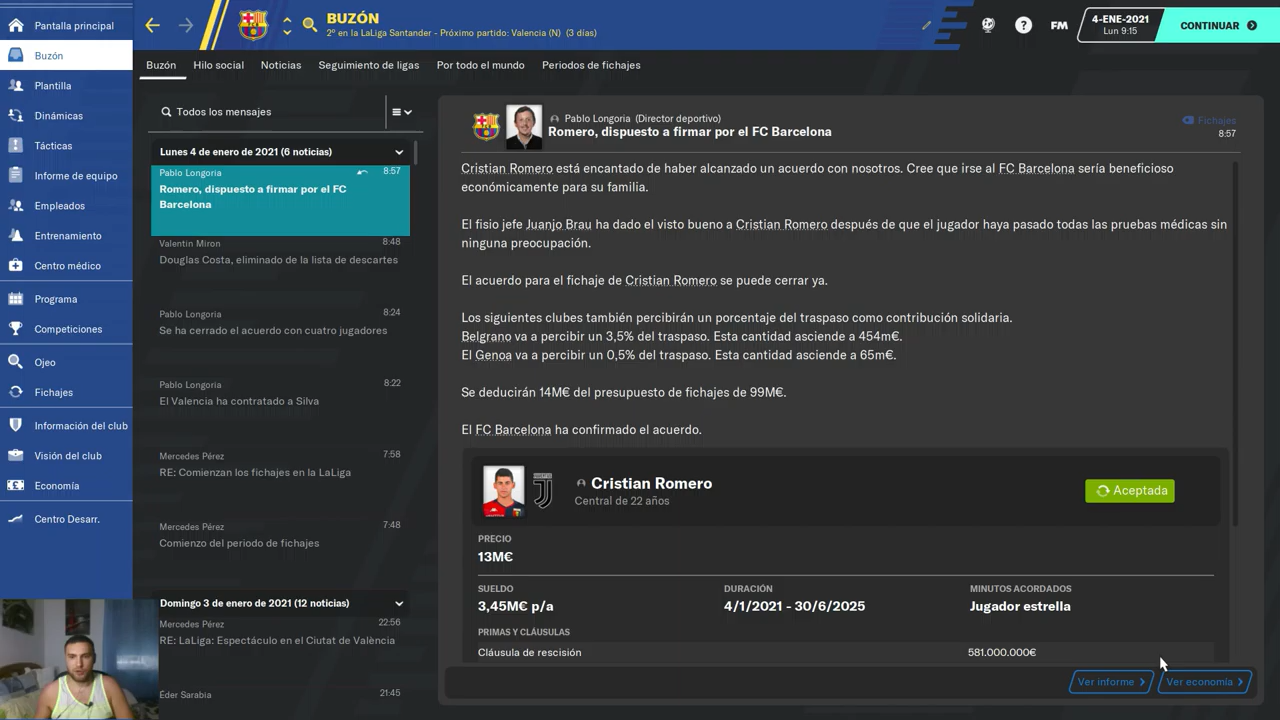 Pantalla principal
Buzón
Plantilla
Dinámicas
Tácticas
Informe de equipo
Empleados
Entrenamiento
Centro médico
Programa
Competiciones
Ojeo
Fichajes
Información del club
Visión del club
Economía
Centro Desarr.
BUZÓN
2º en la LaLiga Santander - Próximo partido: Valencia (N) (3 días)
?
FM
4-ENE-2021
Lun 9:15
CONTINUAR
Buzón Hilo social Noticias Seguimiento de ligas Por todo el mundo Periodos de fichajes
Todos los mensajes
Lunes 4 de enero de 2021 (6 noticias)
Pablo Longoria 8:57
Romero, dispuesto a firmar por el FC
Barcelona
Valentin Miron 8:48
Douglas Costa, eliminado de la lista de descartes
Pablo Longoria 8:24
Se ha cerrado el acuerdo con cuatro jugadores
Pablo Longoria 8:22
El Valencia ha contratado a Silva
Mercedes Pérez 7:58
RE: Comienzan los fichajes en la LaLiga
Mercedes Pérez 7:48
Comienzo del periodo de fichajes
Domingo 3 de enero de 2021 (12 noticias)
Mercedes Pérez 22:56
RE: LaLiga: Espectáculo en el Ciutat de València
Éder Sarabia 21:45
Pablo Longoria (Director deportivo)
Romero, dispuesto a firmar por el FC Barcelona
Fichajes
8:57
Cristian Romero está encantado de haber alcanzado un acuerdo con nosotros. Cree que irse al FC Barcelona sería beneficioso
económicamente para su familia.
El fisio jefe Juanjo Brau ha dado el visto bueno a Cristian Romero después de que el jugador haya pasado todas las pruebas médicas sin
ninguna preocupación.
El acuerdo para el fichaje de Cristian Romero se puede cerrar ya.
Los siguientes clubes también percibirán un porcentaje del traspaso como contribución solidaria.
Belgrano va a percibir un 3,5% del traspaso. Esta cantidad asciende a 454m€.
El Genoa va a percibir un 0,5% del traspaso. Esta cantidad asciende a 65m€.
Se deducirán 14M€ del presupuesto de fichajes de 99M€.
El FC Barcelona ha confirmado el acuerdo.
Cristian Romero
Central de 22 años
Aceptada
PRECIO
13M€
SUELDO DURACIÓN MINUTOS ACORDADOS
3,45M€ p/a 4/1/2021 - 30/6/2025 Jugador estrella
PRIMAS Y CLÁUSULAS
Cláusula de rescisión 581.000.000€
Ver informe Ver economía